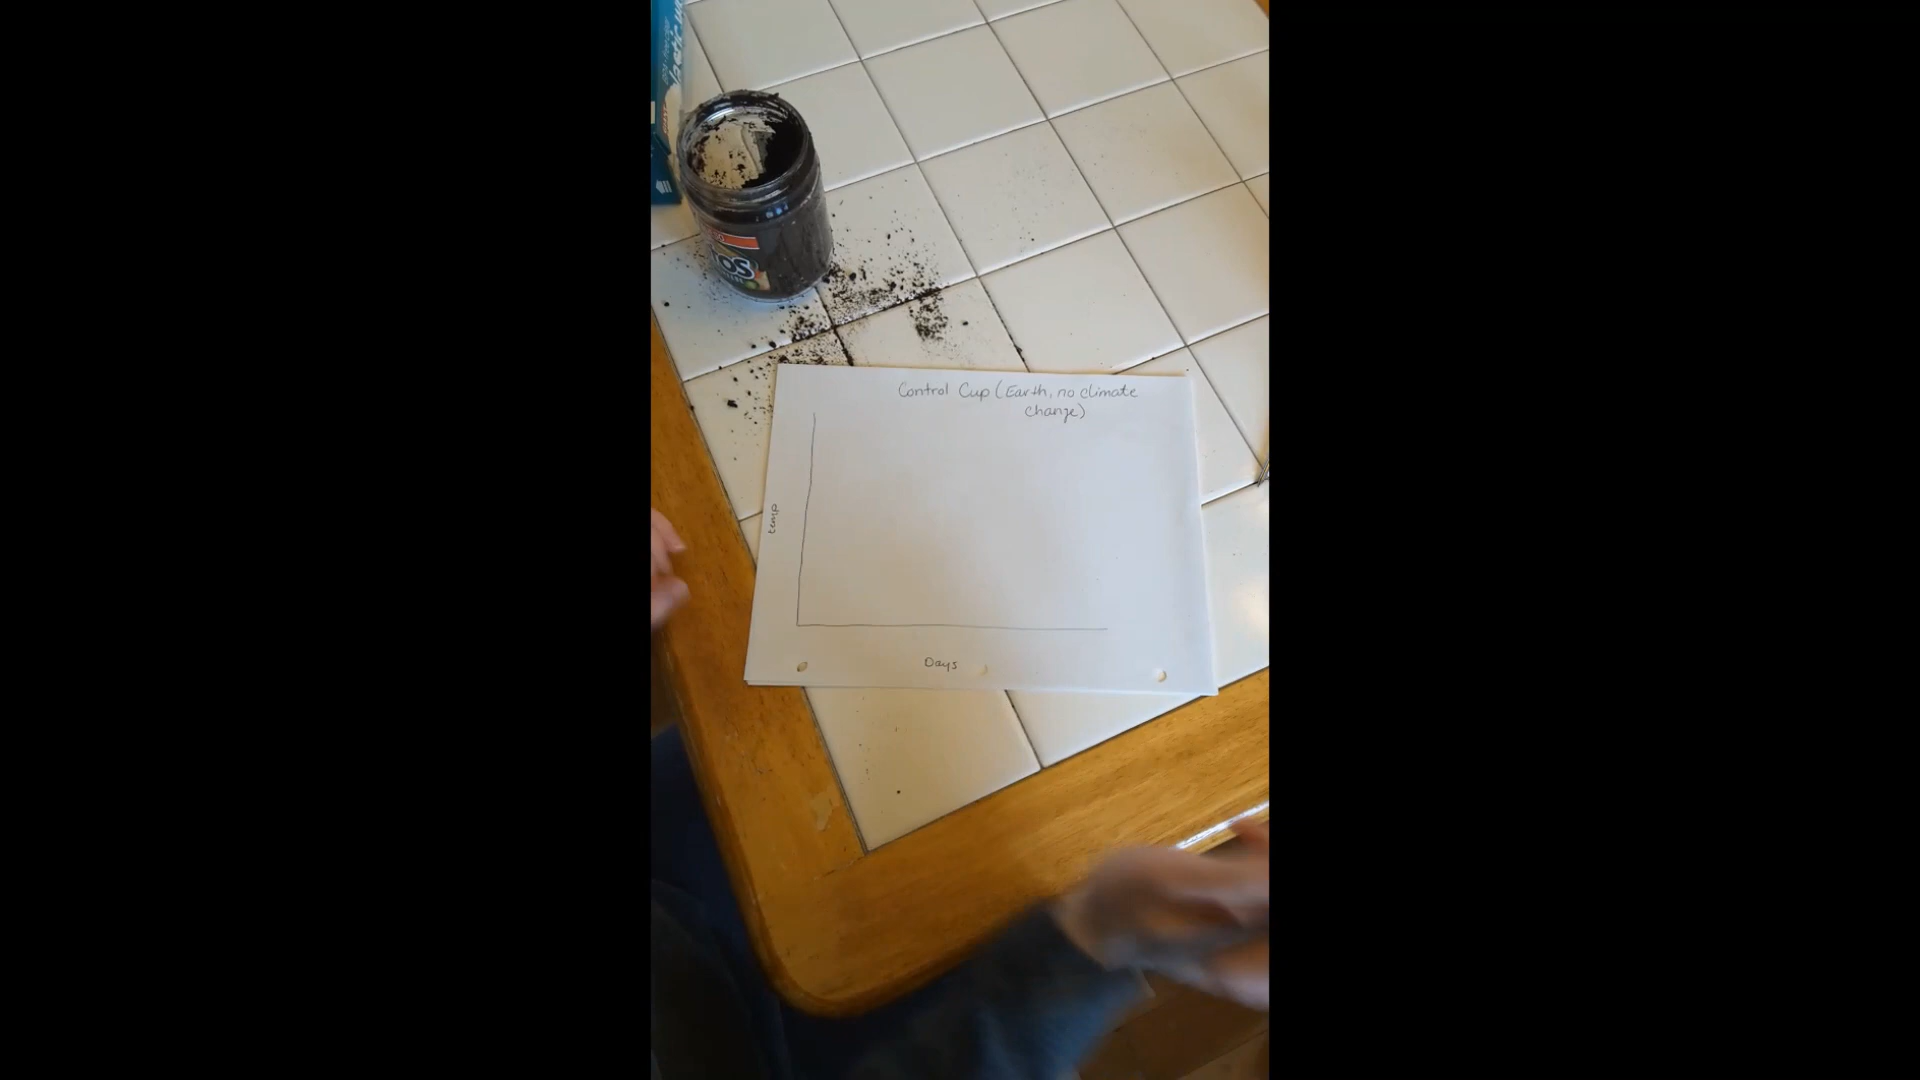 Control Cup (Earth, no climate
change)
temp
Days